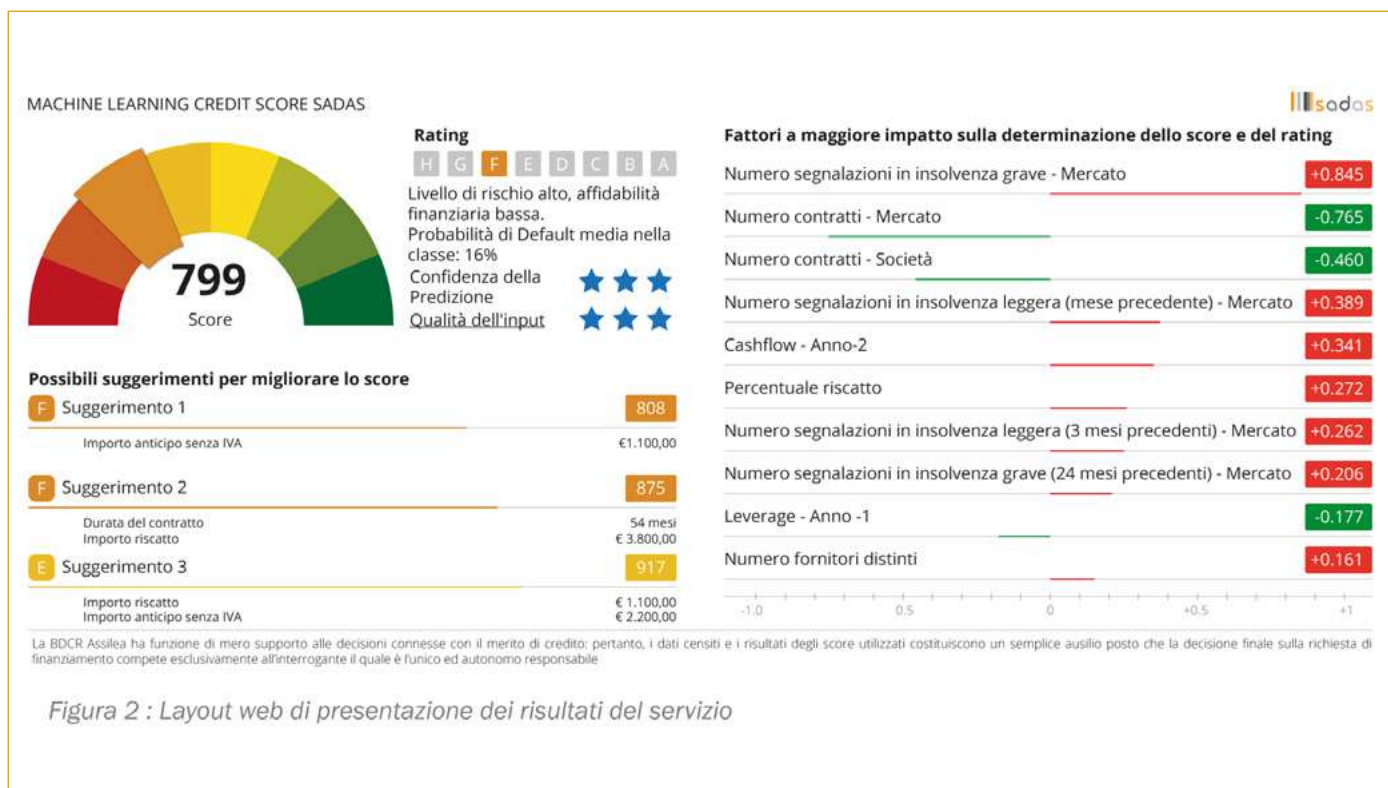 MACHINE LEARNING CREDIT SCORE SADAS
sadas
799
Score
Rating
H G F E D C B A
Livello di rischio alto, affidabilità
finanziaria bassa.
Probabilità di Default media nella
classe: 16%
Confidenza della
Predizione
Qualità dell'input
Possibili suggerimenti per migliorare lo score
F Suggerimento 1 808
Importo anticipo senza IVA €1.100,00
F Suggerimento 2 875
Durata del contratto 54 mesi
Importo riscatto € 3.800,00
E Suggerimento 3 917
Importo riscatto € 1.100,00
Importo anticipo senza IVA € 2.200,00
Fattori a maggiore impatto sulla determinazione dello score e del rating
Numero segnalazioni in insolvenza grave - Mercato +0.845
Numero contratti - Mercato -0.765
Numero contratti - Società -0.460
Numero segnalazioni in insolvenza leggera (mese precedente) - Mercato +0.389
Cashflow - Anno-2 +0.341
Percentuale riscatto +0.272
Numero segnalazioni in insolvenza leggera (3 mesi precedenti) - Mercato +0.262
Numero segnalazioni in insolvenza grave (24 mesi precedenti) - Mercato +0.206
Leverage - Anno -1 -0.177
Numero fornitori distinti +0.161
-1.0 0.5 0 +0.5 +1
La BDCR Assilea ha funzione di mero supporto alle decisioni connesse con il merito di credito: pertanto, i dati censiti e i risultati degli score utilizzati costituiscono un semplice ausilio posto che la decisione finale sulla richiesta di
finanziamento compete esclusivamente all'interrogante il quale è l'unico ed autonomo responsabile
Figura 2 : Layout web di presentazione dei risultati del servizio